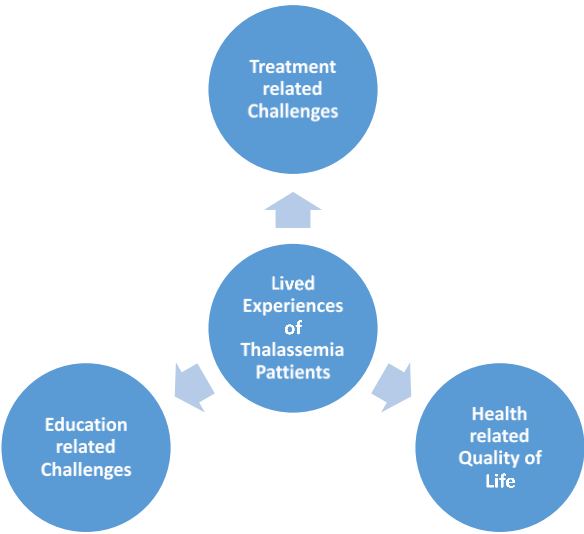 Treatment
related
Challenges
Lived
Experiences
of
Thalassemia
Pattients
Education
related
Challenges
Health
related
Quality of
Life